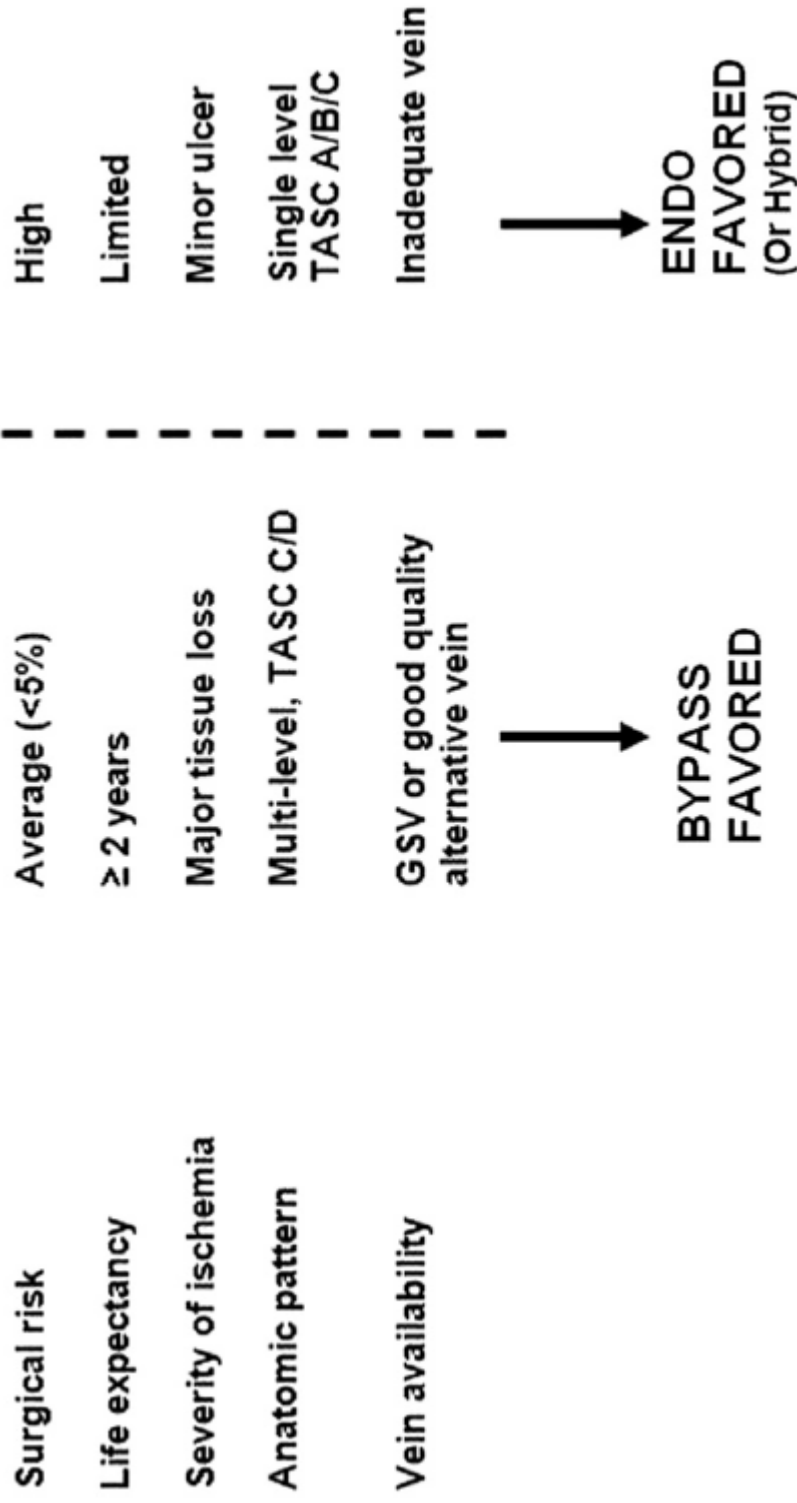 Surgical risk
Average (<5%)
High
Life expectancy
≥ 2 years
Limited
Severity of ischemia
Major tissue loss
Minor ulcer
Anatomic pattern
Multi-level, TASC C/D
Single level
TASC A/B/C
Vein availability
GSV or good quality
alternative vein
Inadequate vein
BYPASS
FAVORED
ENDO
FAVORED
(Or Hybrid)